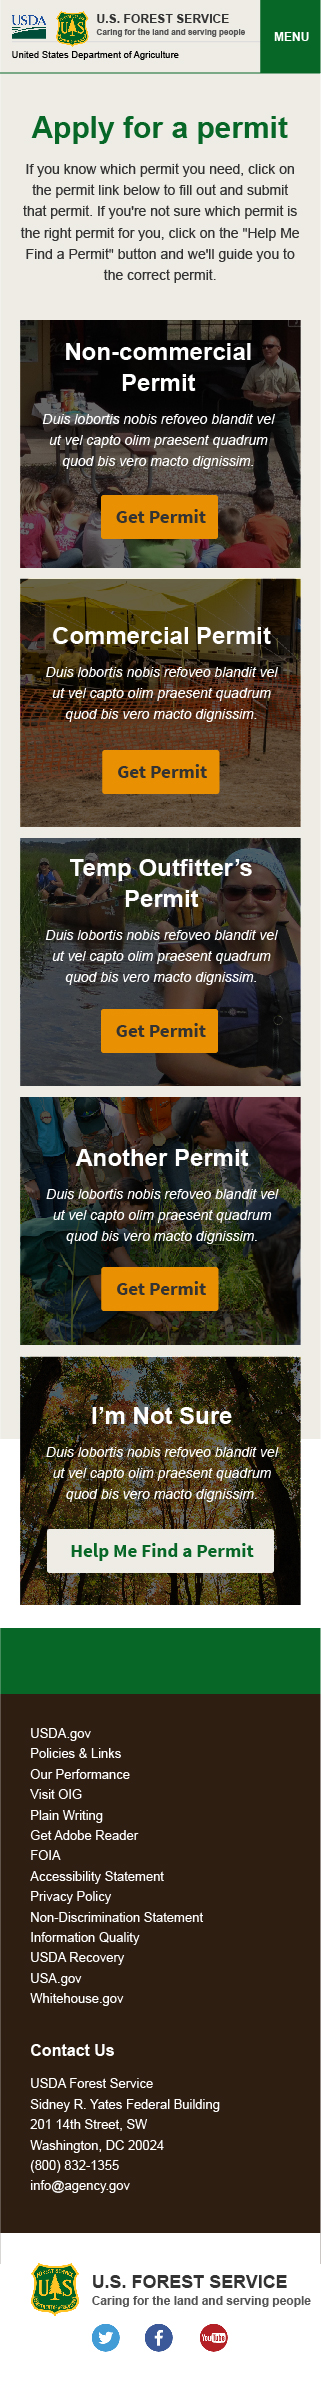 USDA
U.S. FOREST SERVICE
Caring for the land and serving people
United States Department of Agriculture
MENU
Apply for a permit
If you know which permit you need, click on
the permit link below to fill out and submit
that permit. If you're not sure which permit is
the right permit for you, click on the "Help Me
Find a Permit" button and we'll guide you to
the correct permit.
Non-commercial
Permit
Duis lobortis nobis refoveo blandit vel
ut vel capto olim praesent quadrum
quod bis vero macto dignissim.
Get Permit
Commercial Permit
Duis lobortis nobis refoveo blandit vel
ut vel capto olim praesent quadrum
quod bis vero macto dignissim.
Get Permit
Temp Outfitter’s
Permit
Duis lobortis nobis refoveo blandit vel
ut vel capto olim praesent quadrum
quod bis vero macto dignissim.
Get Permit
Another Permit
Duis lobortis nobis refoveo blandit vel
ut vel capto olim praesent quadrum
quod bis vero macto dignissim.
Get Permit
I’m Not Sure
Duis lobortis nobis refoveo blandit vel
ut vel capto olim praesent quadrum
quod bis vero macto dignissim.
Help Me Find a Permit
USDA.gov
Policies & Links
Our Performance
Visit OIG
Plain Writing
Get Adobe Reader
FOIA
Accessibility Statement
Privacy Policy
Non-Discrimination Statement
Information Quality
USDA Recovery
USA.gov
Whitehouse.gov
Contact Us
USDA Forest Service
Sidney R. Yates Federal Building
201 14th Street, SW
Washington, DC 20024
(800) 832-1355
info@agency.gov
FOREST SERVICE
U S
U.S. FOREST SERVICE
Caring for the land and serving people
YouTube